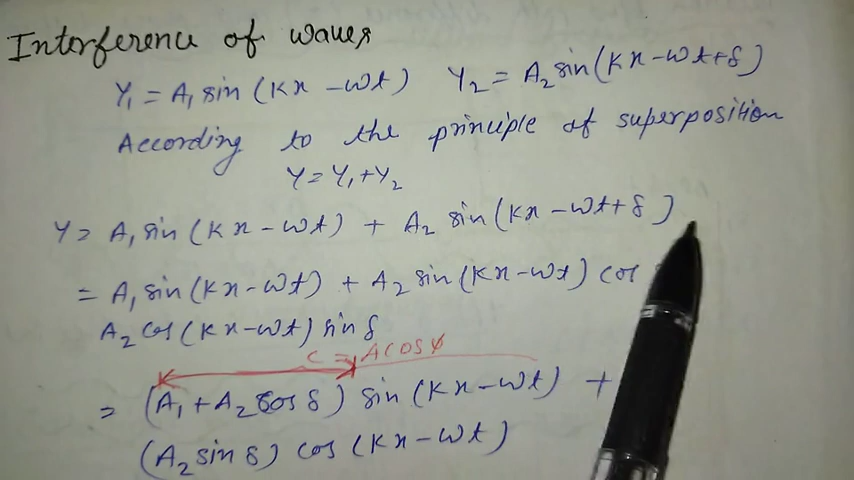 Interference of waves
Y₁ = A₁ sin (Kx - ωt) Y₂ = A₂ sin(Kx - ωt + δ)
According to the principle of superposition
Y = Y₁ + Y₂
Y = A₁ sin (Kx - ωt) + A₂ sin(Kx - ωt + δ)
= A₁ sin(Kx - ωt) + A₂ sin(Kx - ωt) cos
A₂ cos(Kx - ωt) sin δ
C = A cos φ
= (A₁ + A₂ cos δ) sin (Kx - ωt) +
(A₂ sin δ) cos (Kx - ωt)